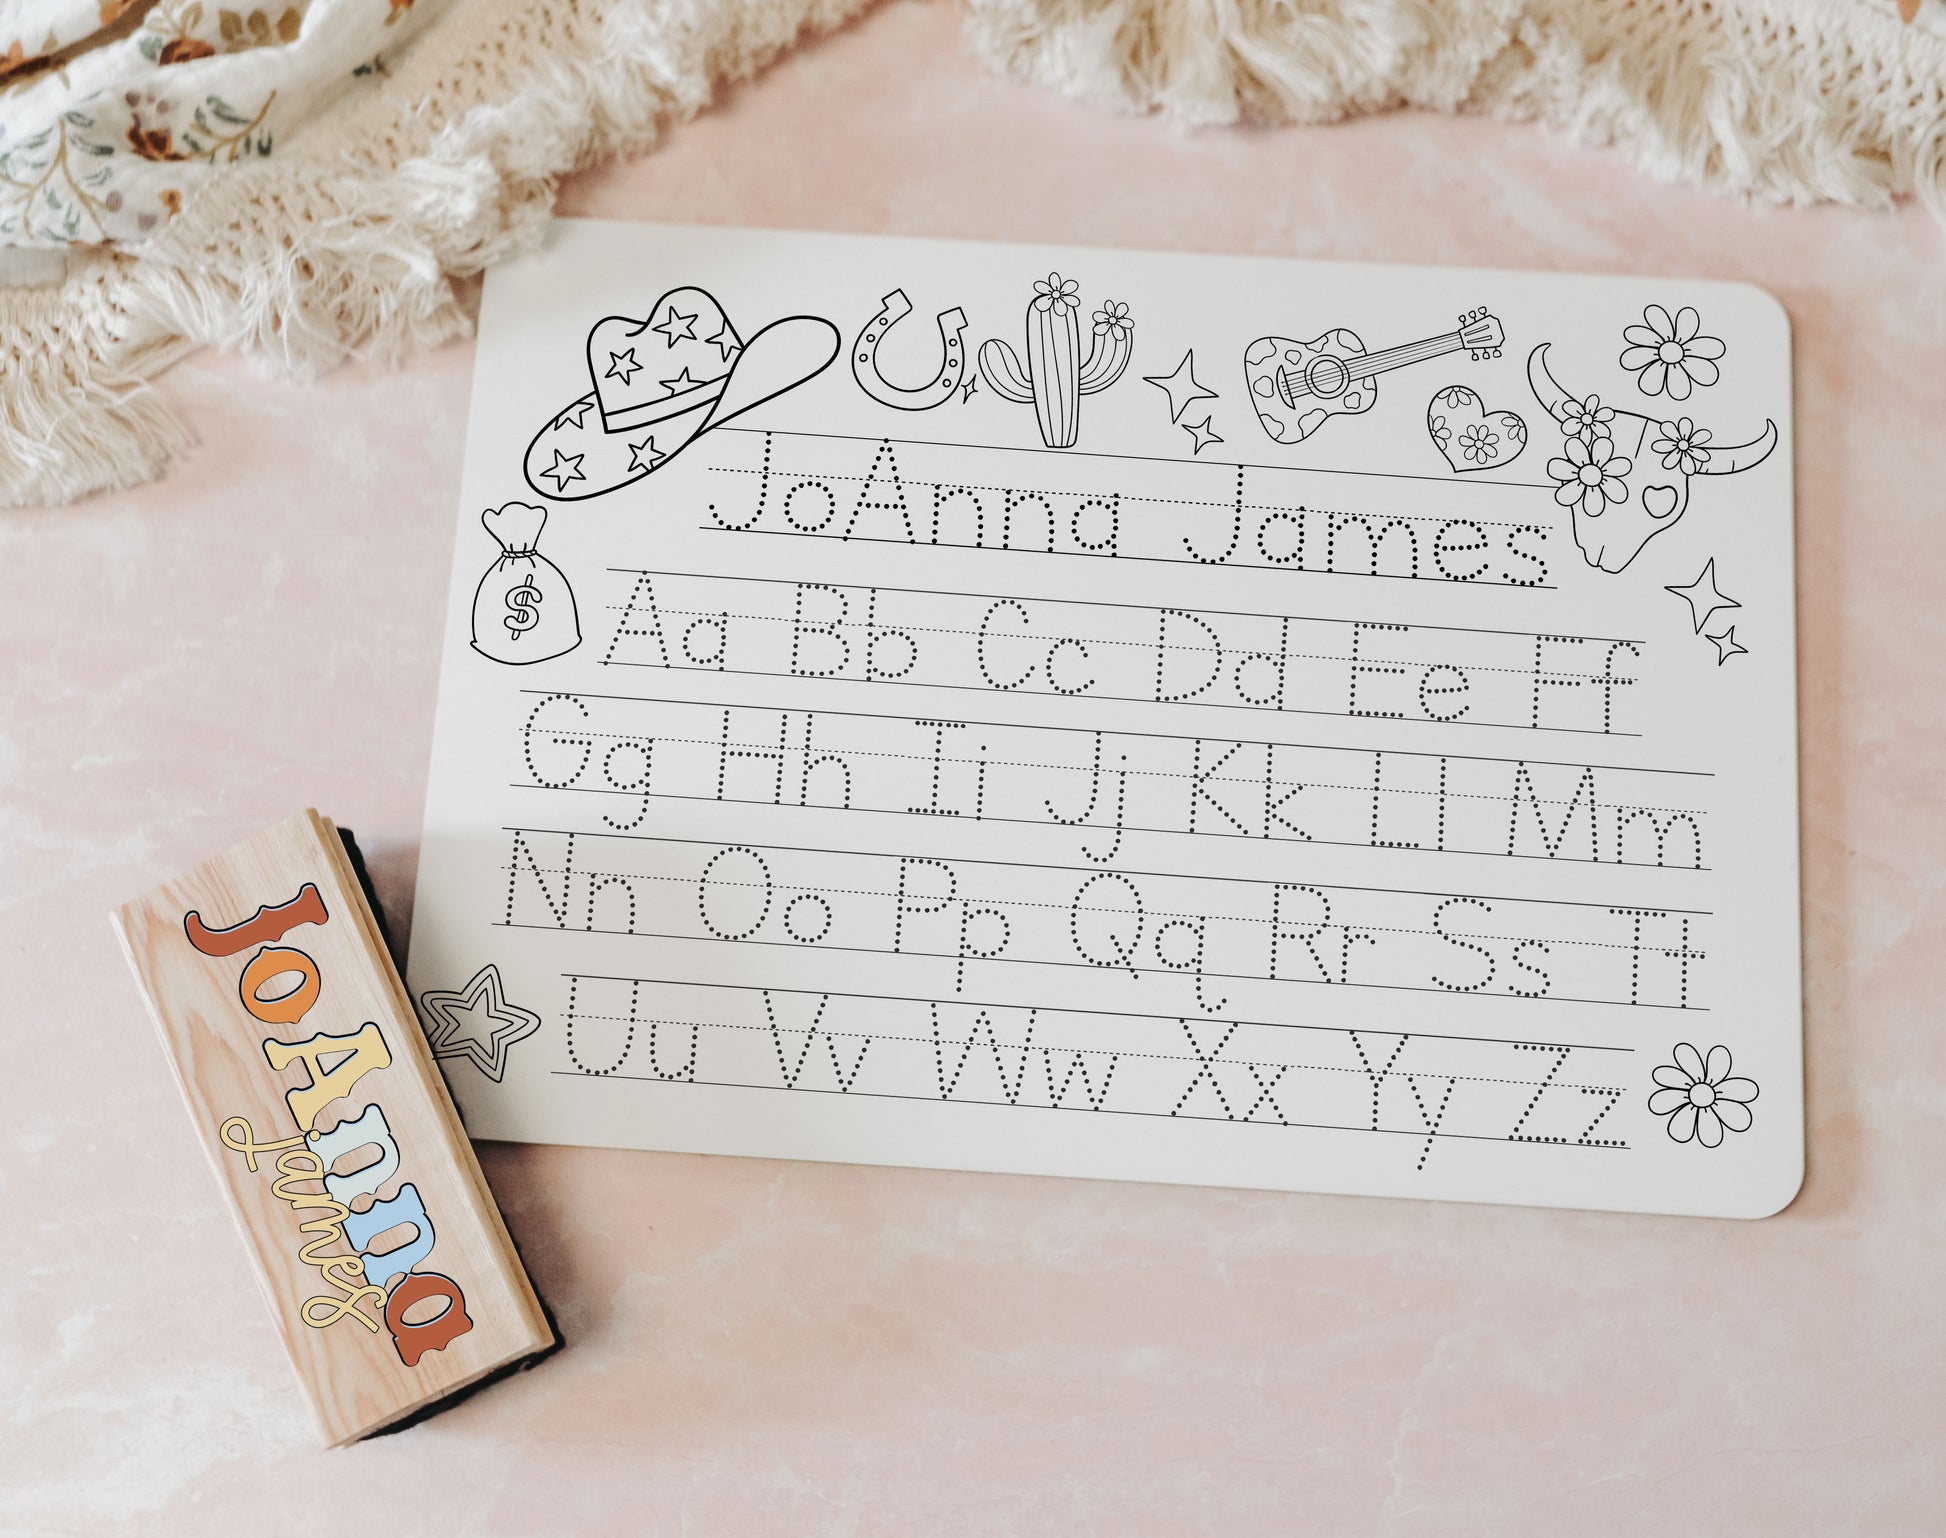 JoAnna James
$
Aa Bb Cc Dd Ee Ff
Gg Hh Ii Jj Kk Ll Mm
Nn Oo Pp Qq Rr Ss Tt
Uu Vv Ww Xx Yy Zz
JoAnna
James